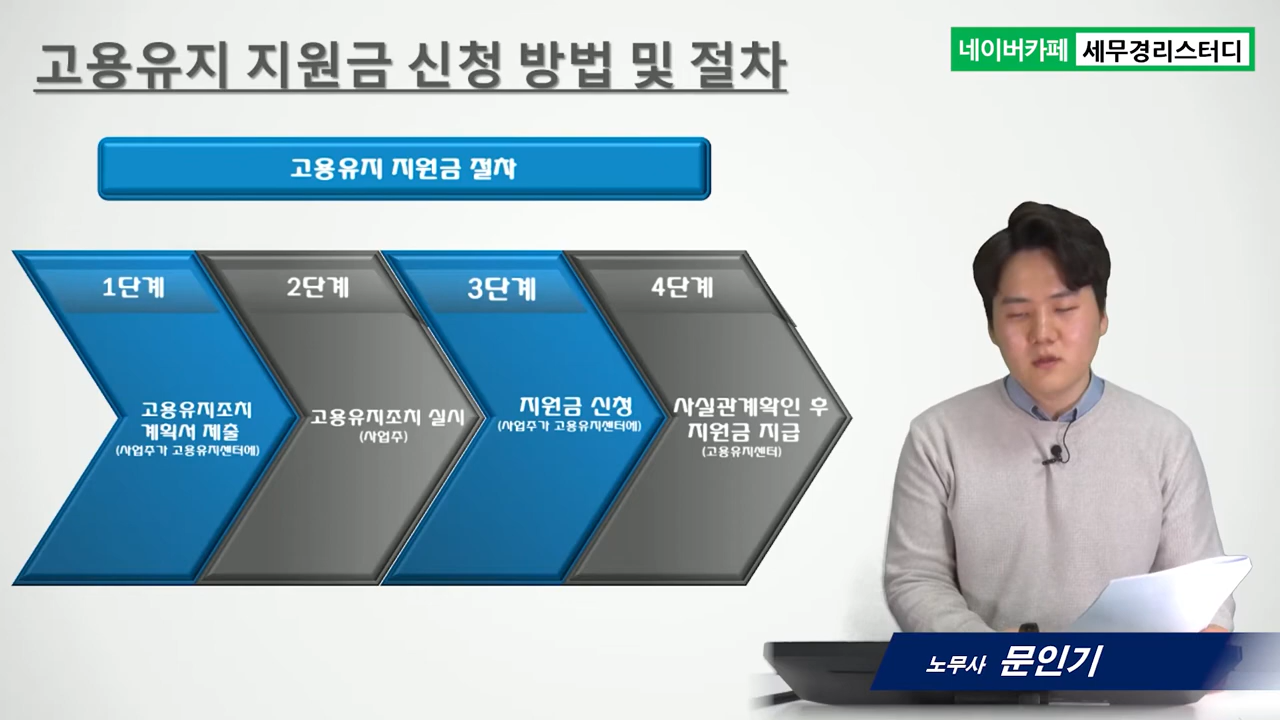 고용유지 지원금 신청 방법 및 절차
네이버카페 세무경리스터디
고용유지 지원금 절차
1단계
고용유지조치
계획서 제출
(사업주가 고용유지센터에)
2단계
고용유지조치 실시
(사업주)
3단계
지원금 신청
(사업주가 고용유지센터에)
4단계
사실관계확인 후
지원금 지급
(고용유지센터)
노무사 문인기